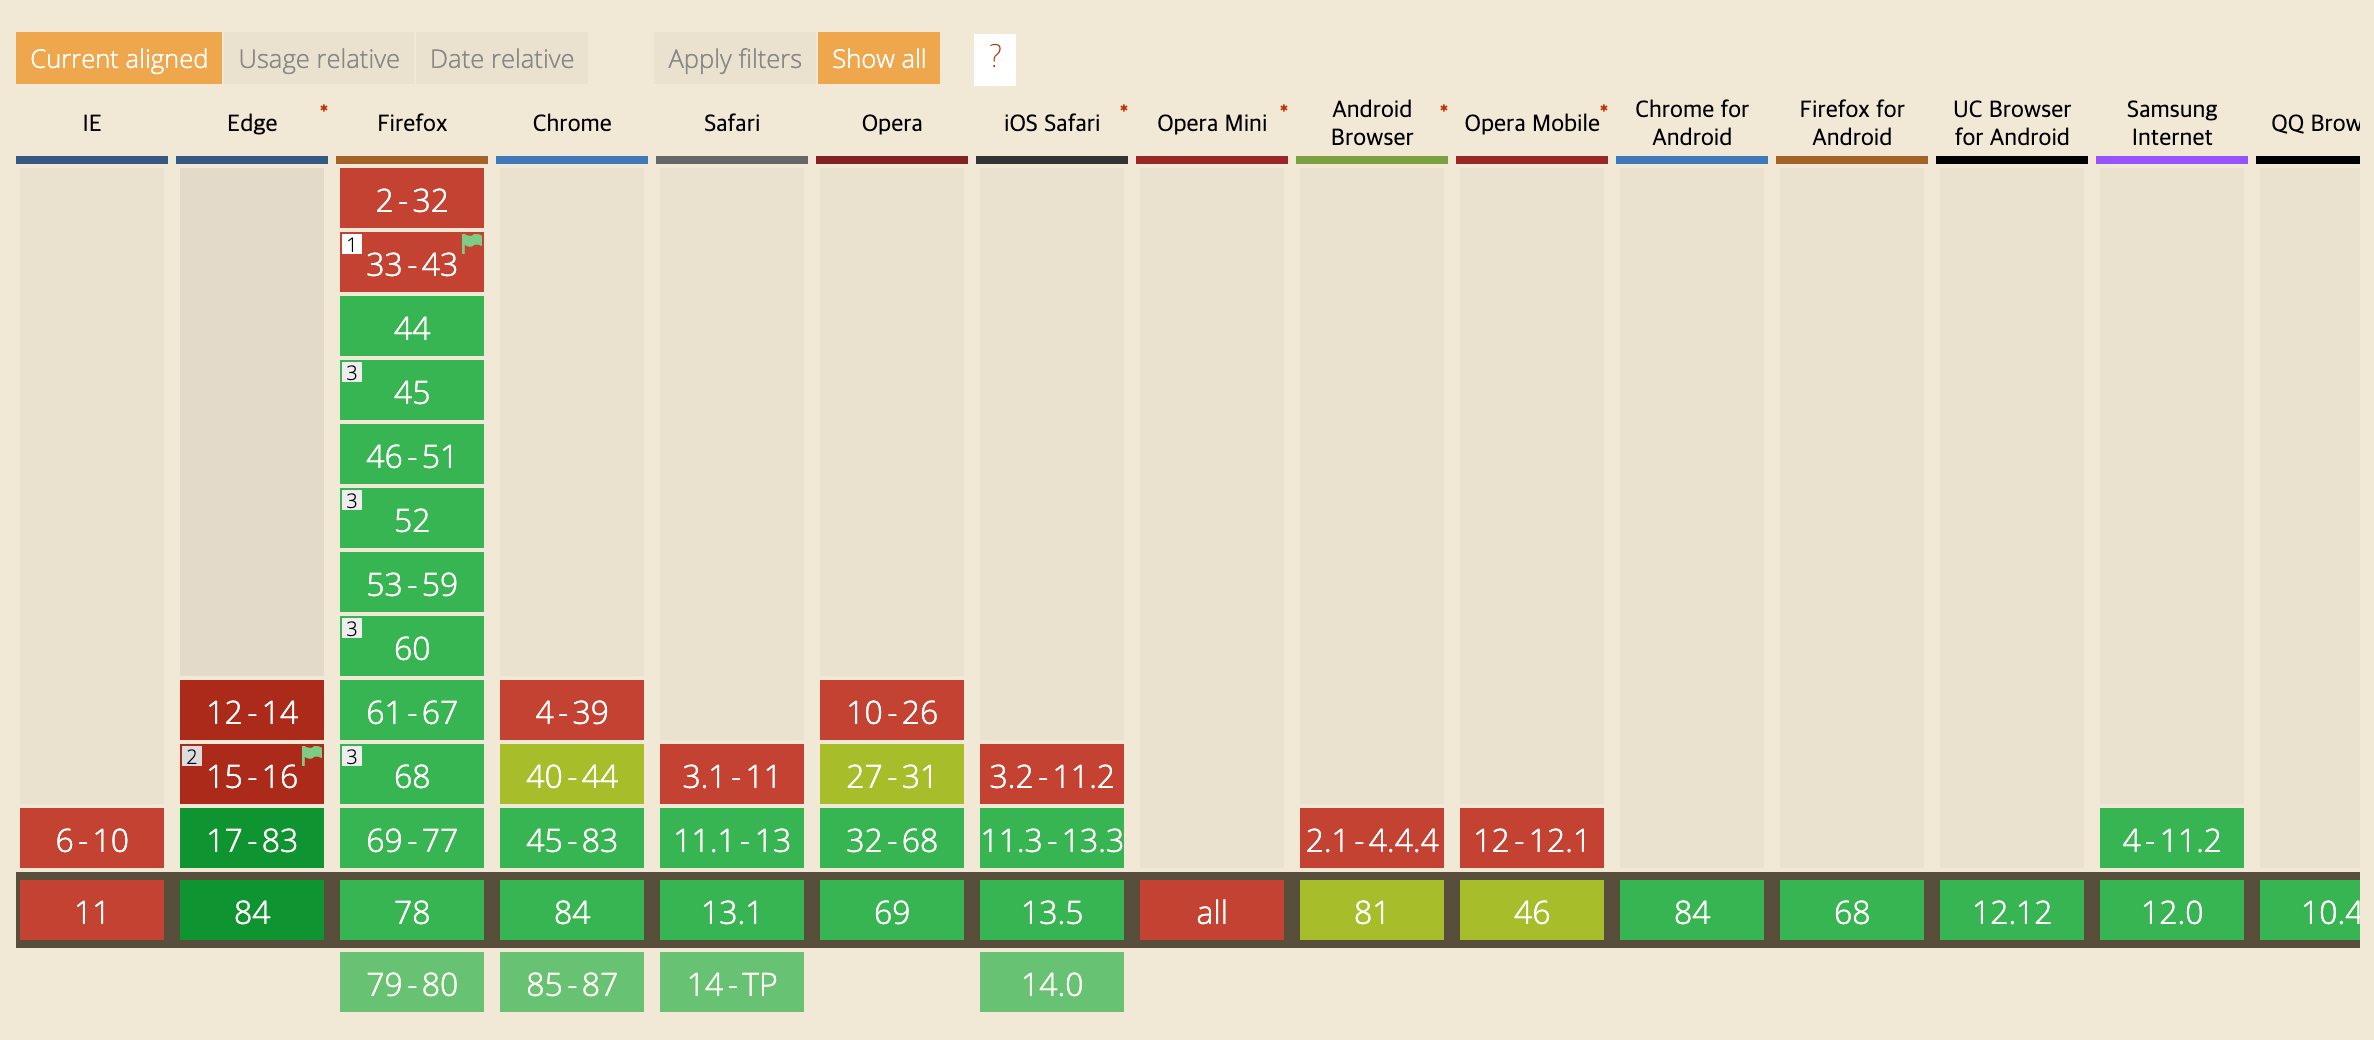 Current aligned Usage relative Date relative Apply filters Show all ?
IE Edge * Firefox Chrome Safari Opera iOS Safari * Opera Mini * Android Browser * Opera Mobile * Chrome for Android Firefox for Android UC Browser for Android Samsung Internet QQ Brow
2-32
1 33-43
44
3 45
46-51
3 52
53-59
3 60
12-14 61-67 4-39 10-26
2 15-16 3 68 40-44 3.1-11 27-31 3.2-11.2
6-10 17-83 69-77 45-83 11.1-13 32-68 11.3-13.3 2.1-4.4.4 12-12.1 4-11.2
11 84 78 84 13.1 69 13.5 all 81 46 84 68 12.12 12.0 10.4
79-80 85-87 14-TP 14.0